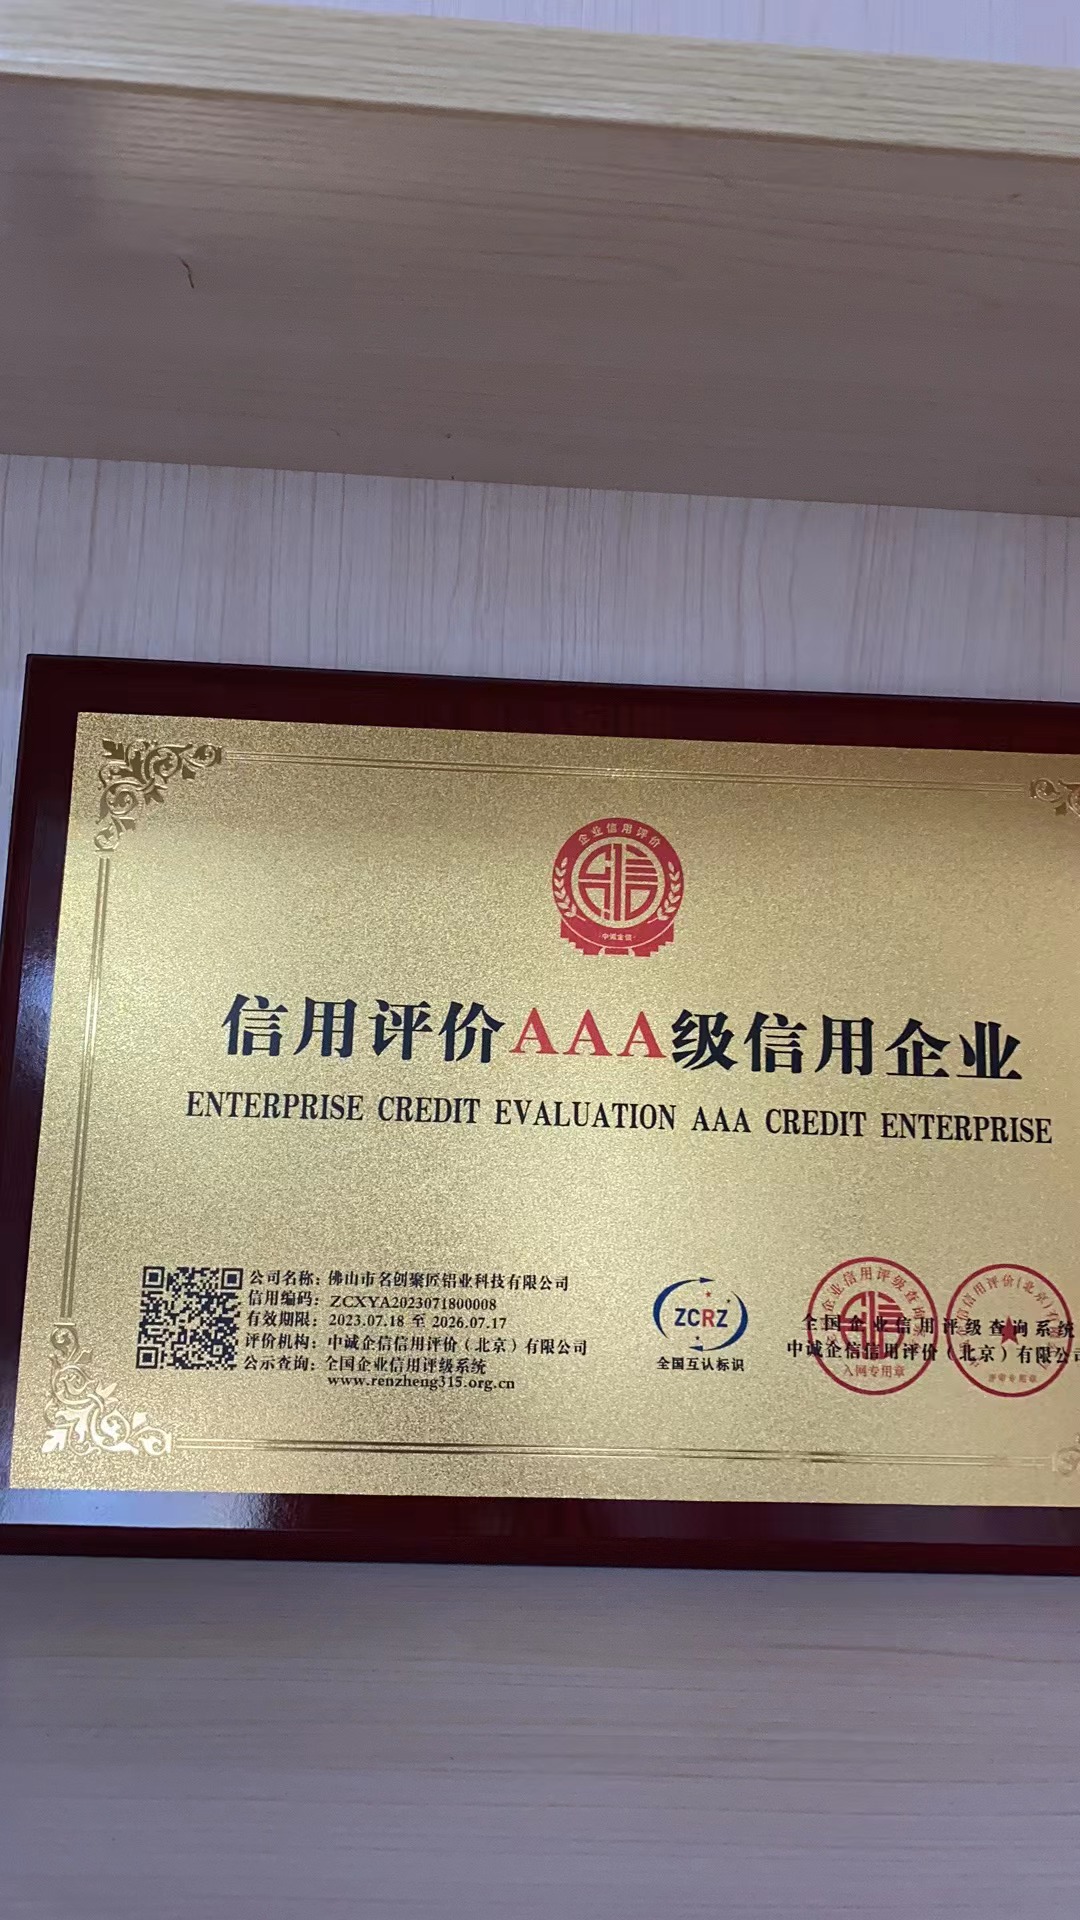 企业信用评价
中诚企信
信用评价AAA级信用企业
ENTERPRISE CREDIT EVALUATION AAA CREDIT ENTERPRISE
公司名称：佛山市名创聚匠铝业科技有限公司
信用编码：ZCXYA2023071800008
有效期限：2023.07.18 至 2026.07.17
评价机构：中诚企信信用评价（北京）有限公司
公示查询：全国企业信用评级系统
www.renzheng315.org.cn
ZCRZ
全国互认标识
全国企业信用评级查询系统
中诚企信信用评价（北京）有限公
入网专用章